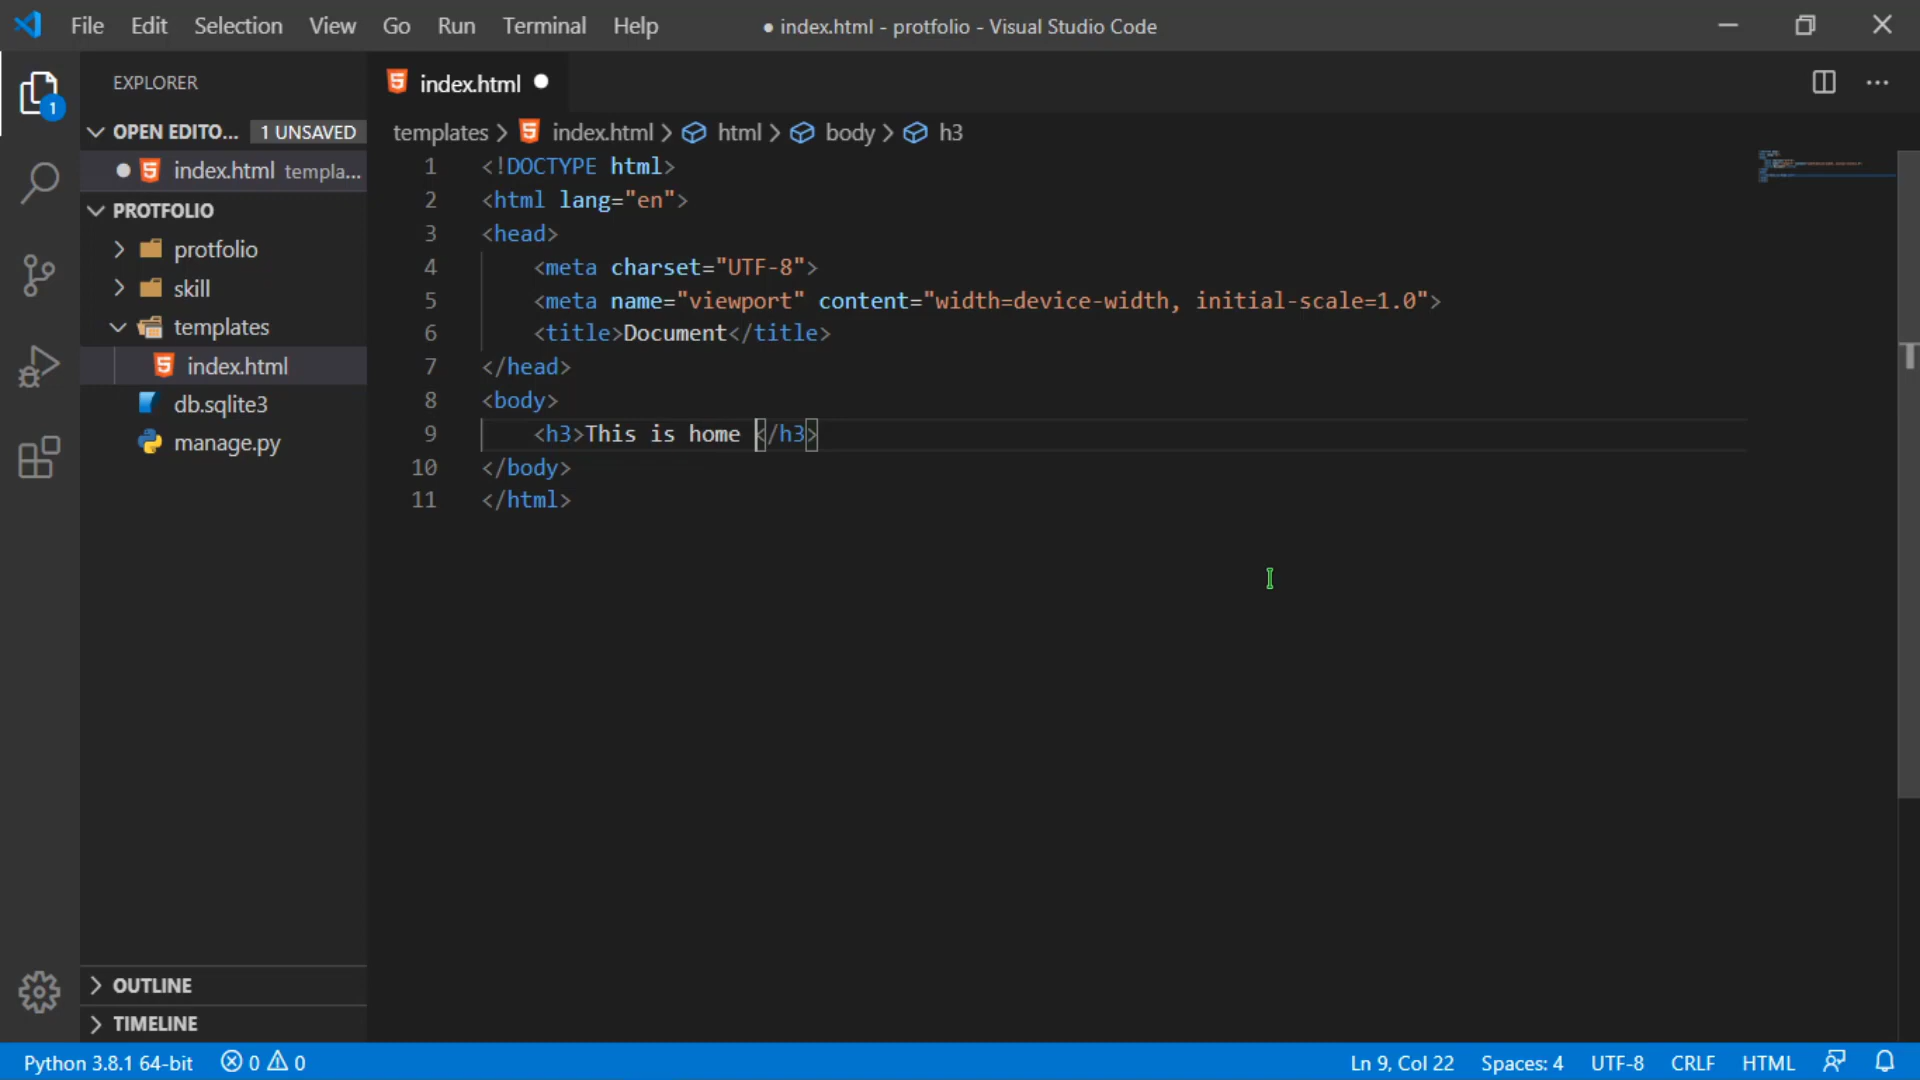 File Edit Selection View Go Run Terminal Help
● index.html - protfolio - Visual Studio Code
EXPLORER
1
OPEN EDITO... 1 UNSAVED
index.html templa...
PROTFOLIO
protfolio
skill
templates
index.html
db.sqlite3
manage.py
OUTLINE
TIMELINE
index.html
templates > index.html > html > body > h3
1 <!DOCTYPE html>
2 <html lang="en">
3 <head>
4 <meta charset="UTF-8">
5 <meta name="viewport" content="width=device-width, initial-scale=1.0">
6 <title>Document</title>
7 </head>
8 <body>
9 <h3>This is home </h3>
10 </body>
11 </html>
Python 3.8.1 64-bit 0 0 Ln 9, Col 22 Spaces: 4 UTF-8 CRLF HTML